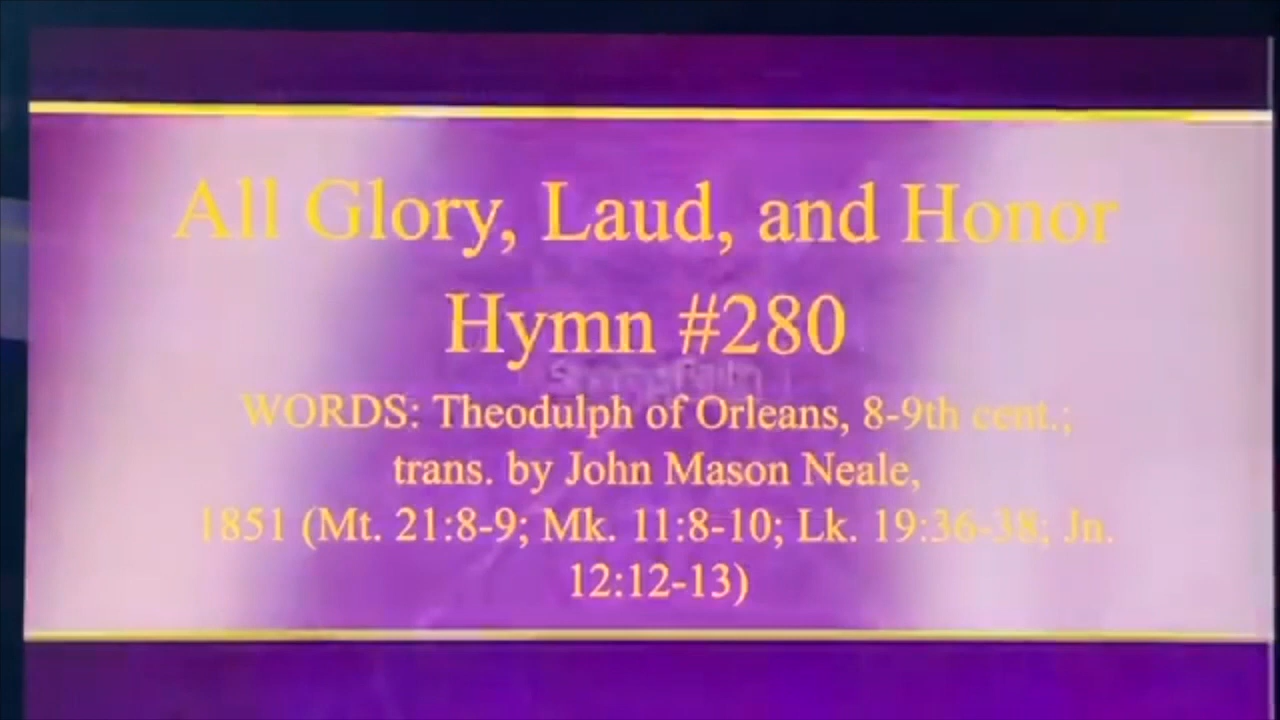 All Glory, Laud, and Honor
Hymn #280
WORDS: Theodulph of Orleans, 8-9th cent.;
trans. by John Mason Neale,
1851 (Mt. 21:8-9; Mk. 11:8-10; Lk. 19:36-38; Jn.
12:12-13)